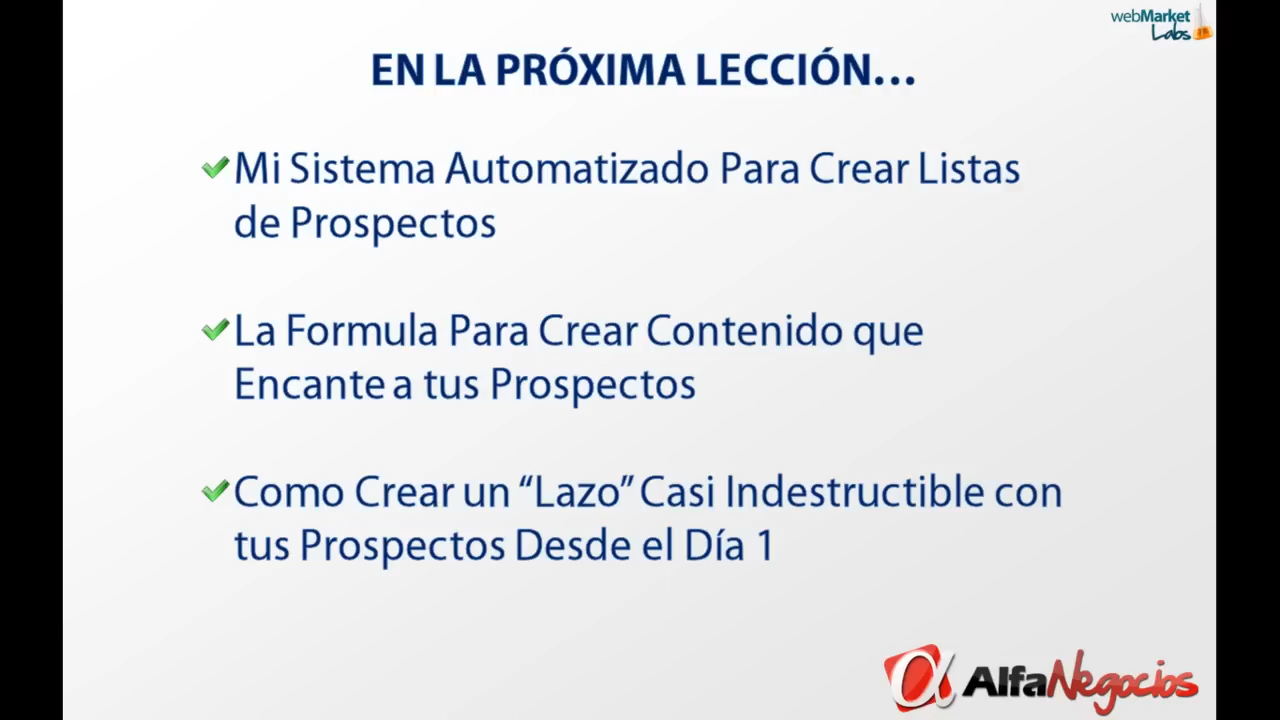 webMarket
Labs
EN LA PRÓXIMA LECCIÓN...
Mi Sistema Automatizado Para Crear Listas
de Prospectos
La Formula Para Crear Contenido que
Encante a tus Prospectos
Como Crear un “Lazo” Casi Indestructible con
tus Prospectos Desde el Día 1
α AlfaNegocios